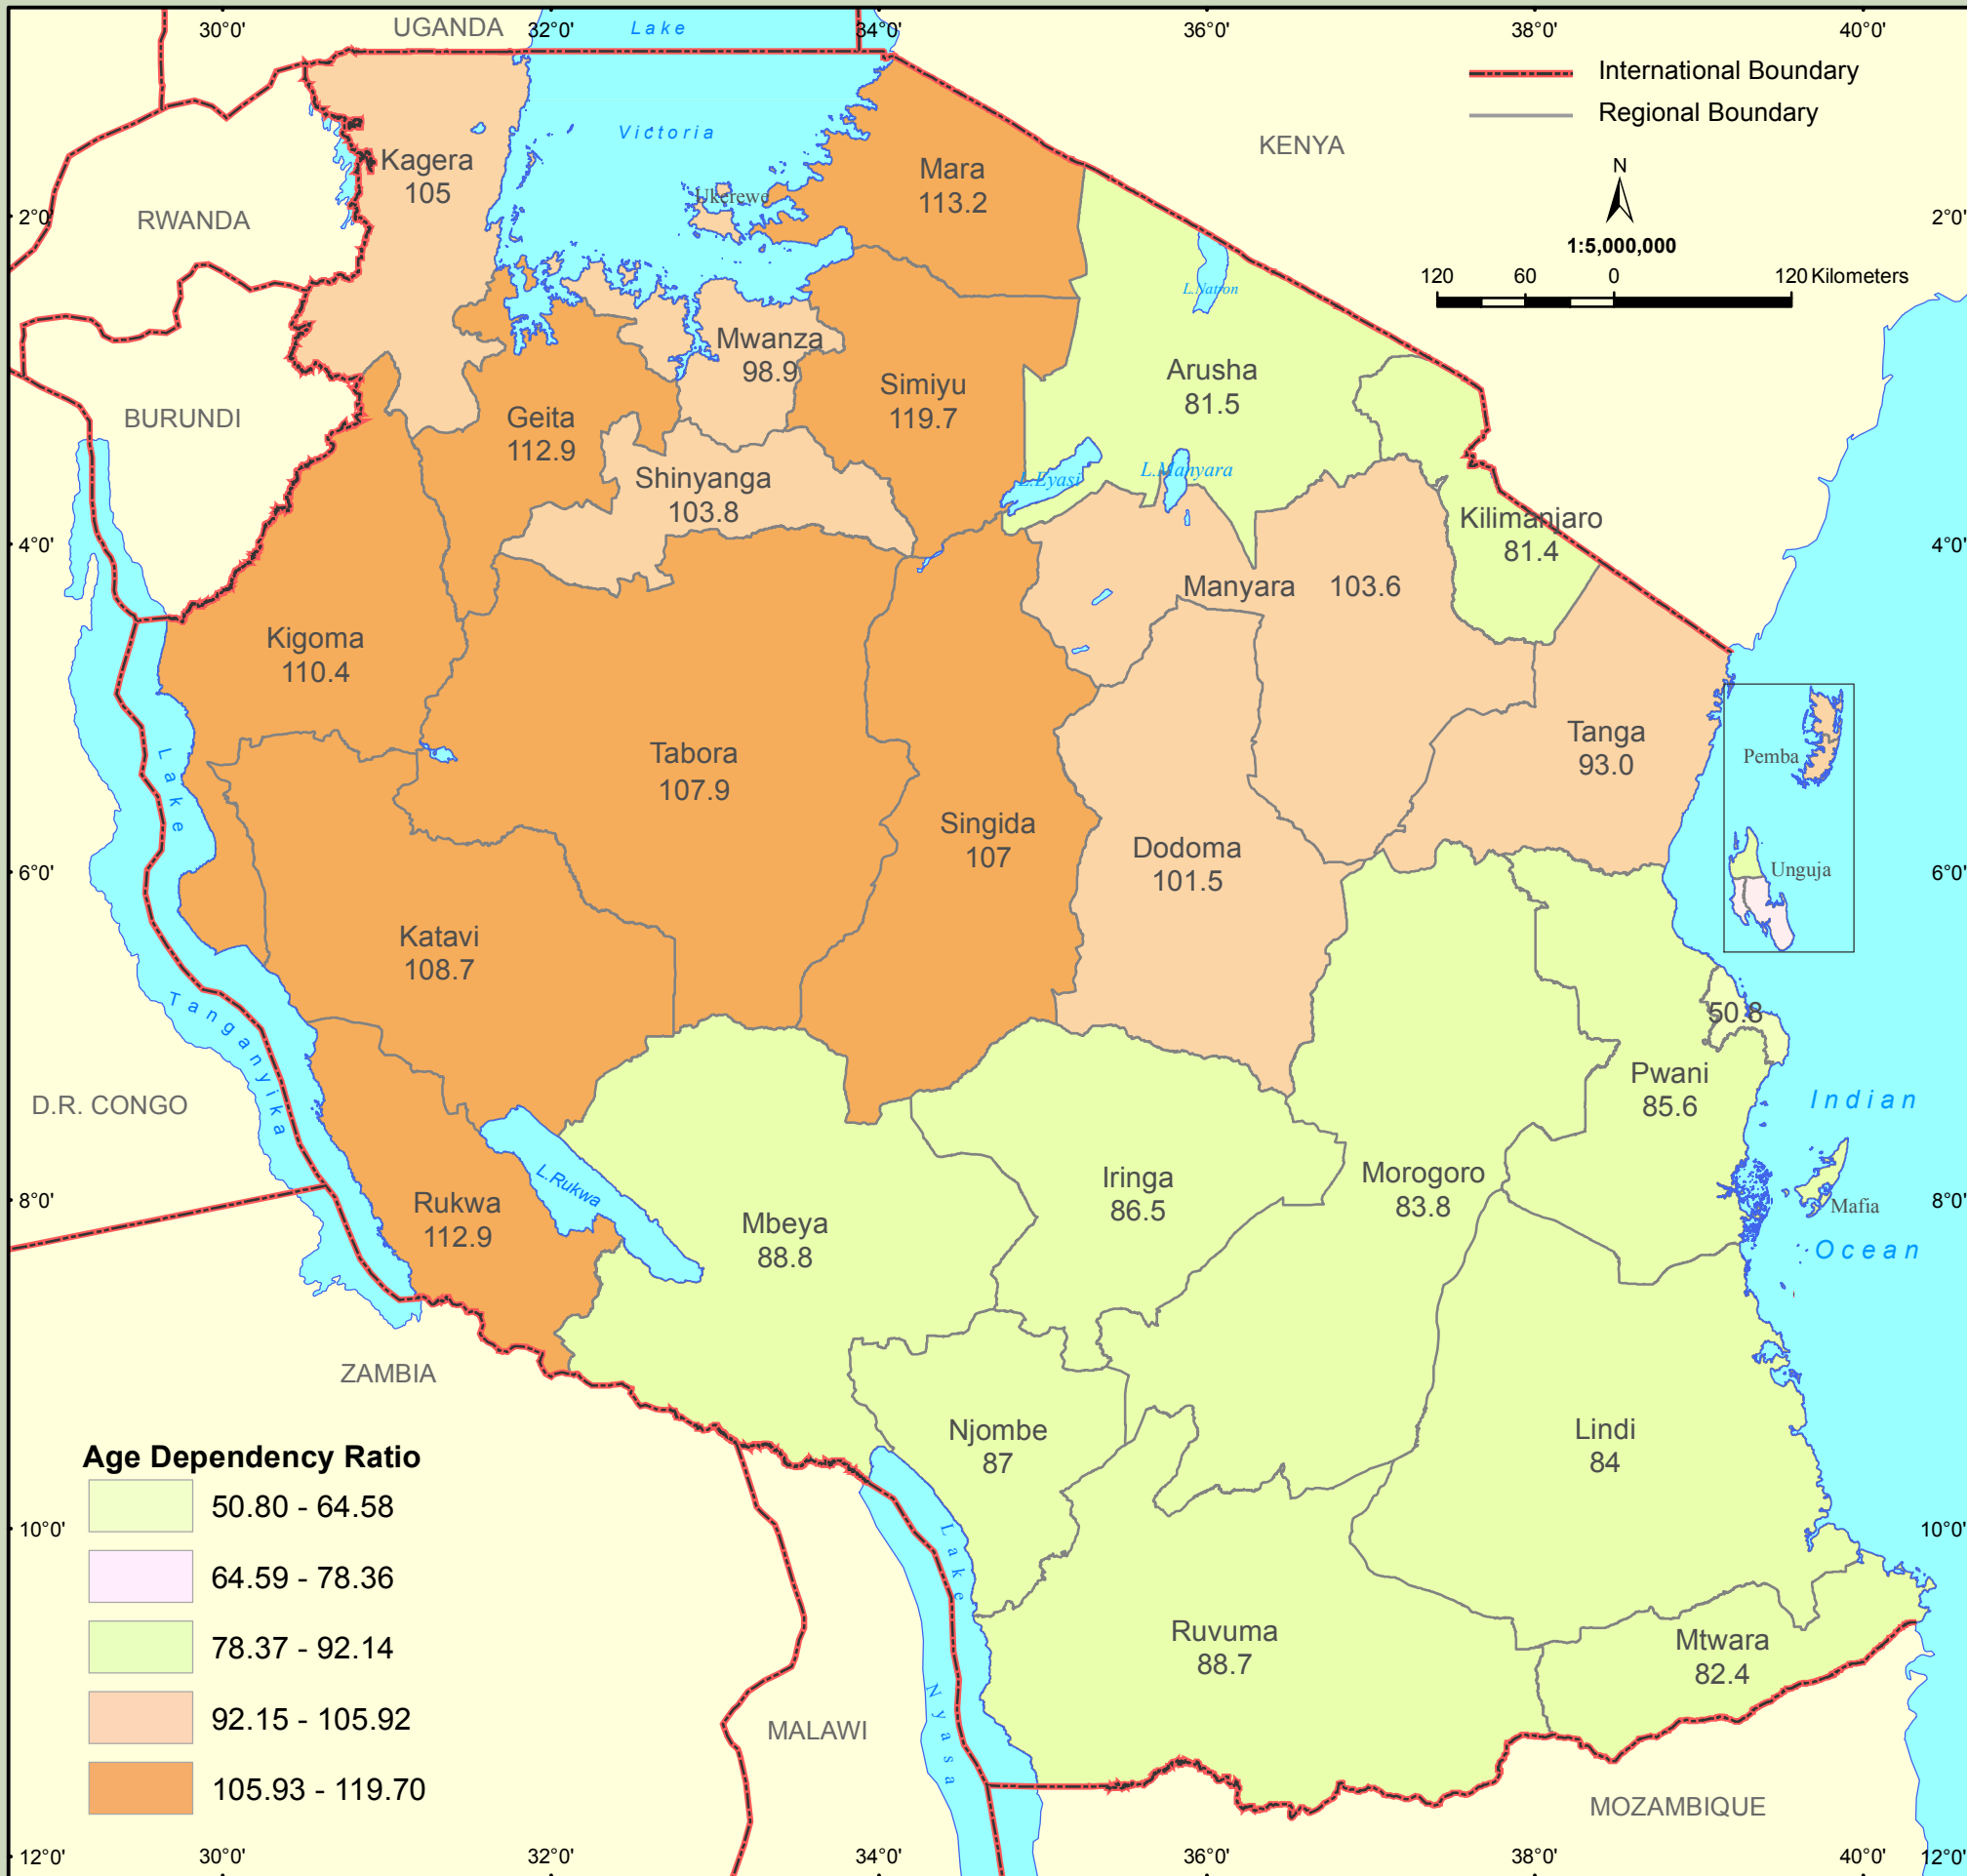 30°0'
32°0'
34°0'
36°0'
38°0'
40°0'
UGANDA
Lake
Victoria
International Boundary
Regional Boundary
KENYA
N
1:5,000,000
120 60 0 120 Kilometers
2°0'
2°0'
RWANDA
Kagera
105
Ukerewe
Mara
113.2
L.Natron
BURUNDI
Mwanza
98.9
Simiyu
119.7
Arusha
81.5
Geita
112.9
Shinyanga
103.8
L.Eyasi
L.Manyara
Kilimanjaro
81.4
4°0'
4°0'
Manyara 103.6
Kigoma
110.4
Tabora
107.9
Singida
107
Dodoma
101.5
Tanga
93.0
Pemba
Unguja
6°0'
6°0'
Lake
Tanganyika
Katavi
108.7
50.8
Pwani
85.6
D.R. CONGO
Indian
Ocean
Mafia
8°0'
8°0'
Rukwa
112.9
L.Rukwa
Mbeya
88.8
Iringa
86.5
Morogoro
83.8
ZAMBIA
Njombe
87
Lindi
84
Age Dependency Ratio
50.80 - 64.58
64.59 - 78.36
78.37 - 92.14
92.15 - 105.92
105.93 - 119.70
10°0'
10°0'
Lake
Nyasa
Ruvuma
88.7
Mtwara
82.4
MALAWI
MOZAMBIQUE
12°0'
30°0'
32°0'
34°0'
36°0'
38°0'
40°0'
12°0'